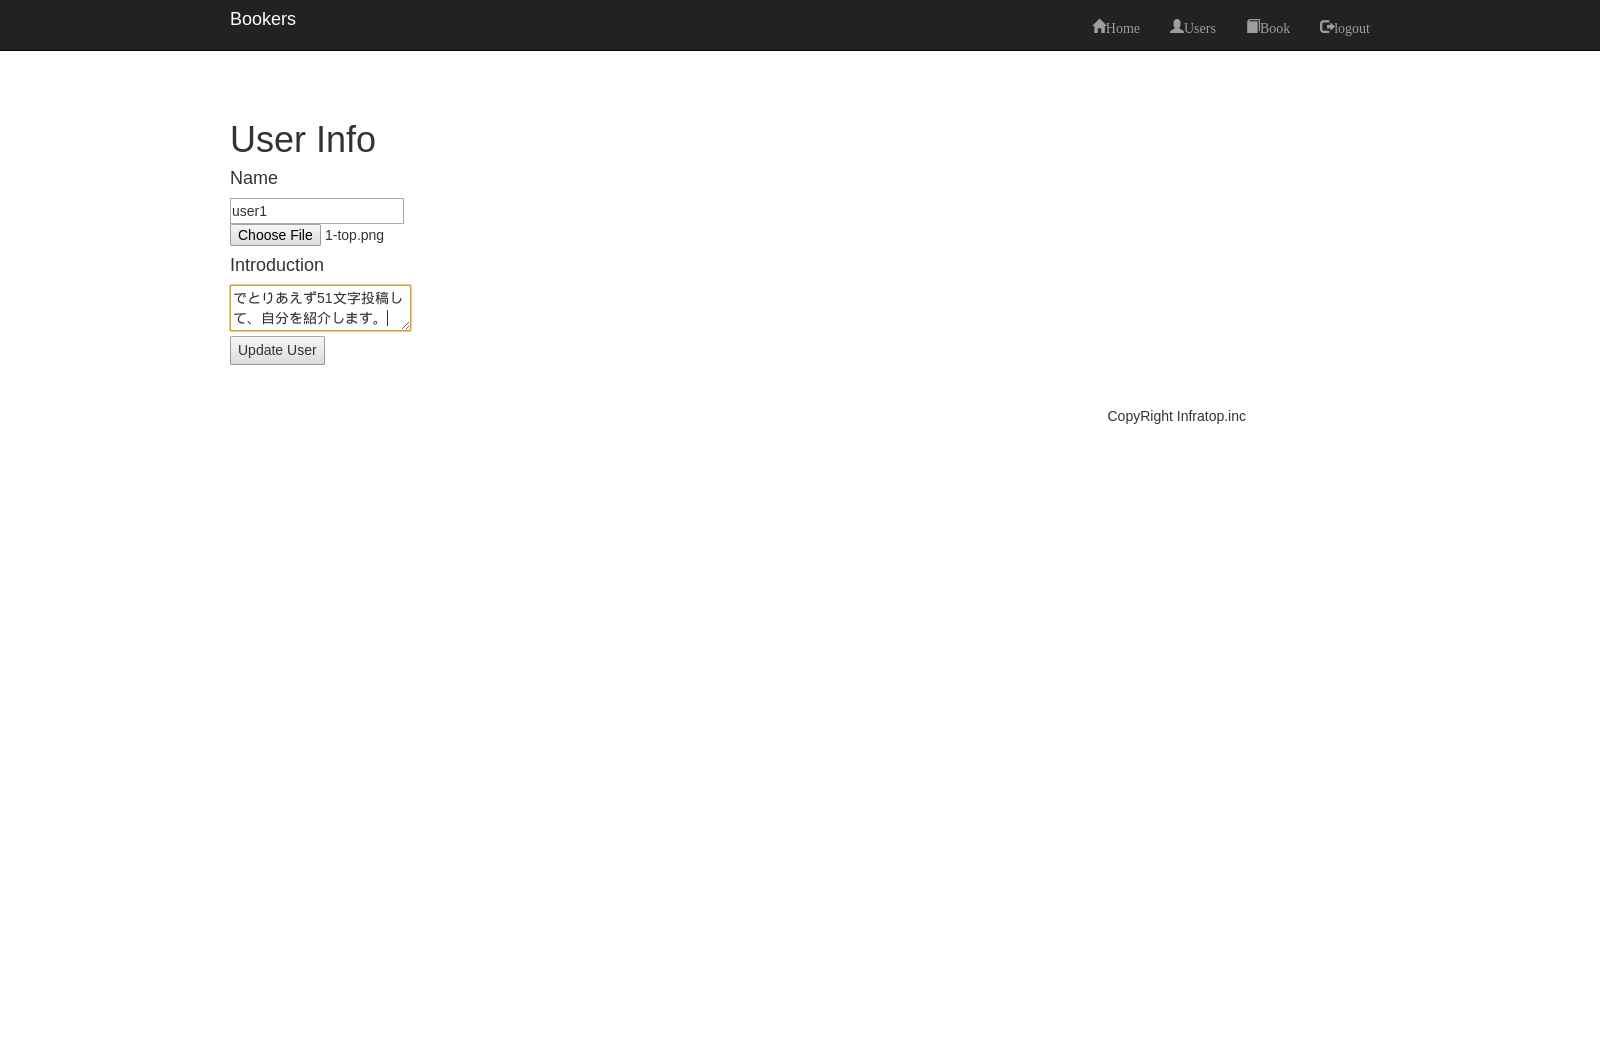 Bookers
Home
Users
Book
logout
User Info
Name
user1
Choose File 1-top.png
Introduction
でとりあえず51文字投稿し
て、自分を紹介します。
Update User
CopyRight Infratop.inc